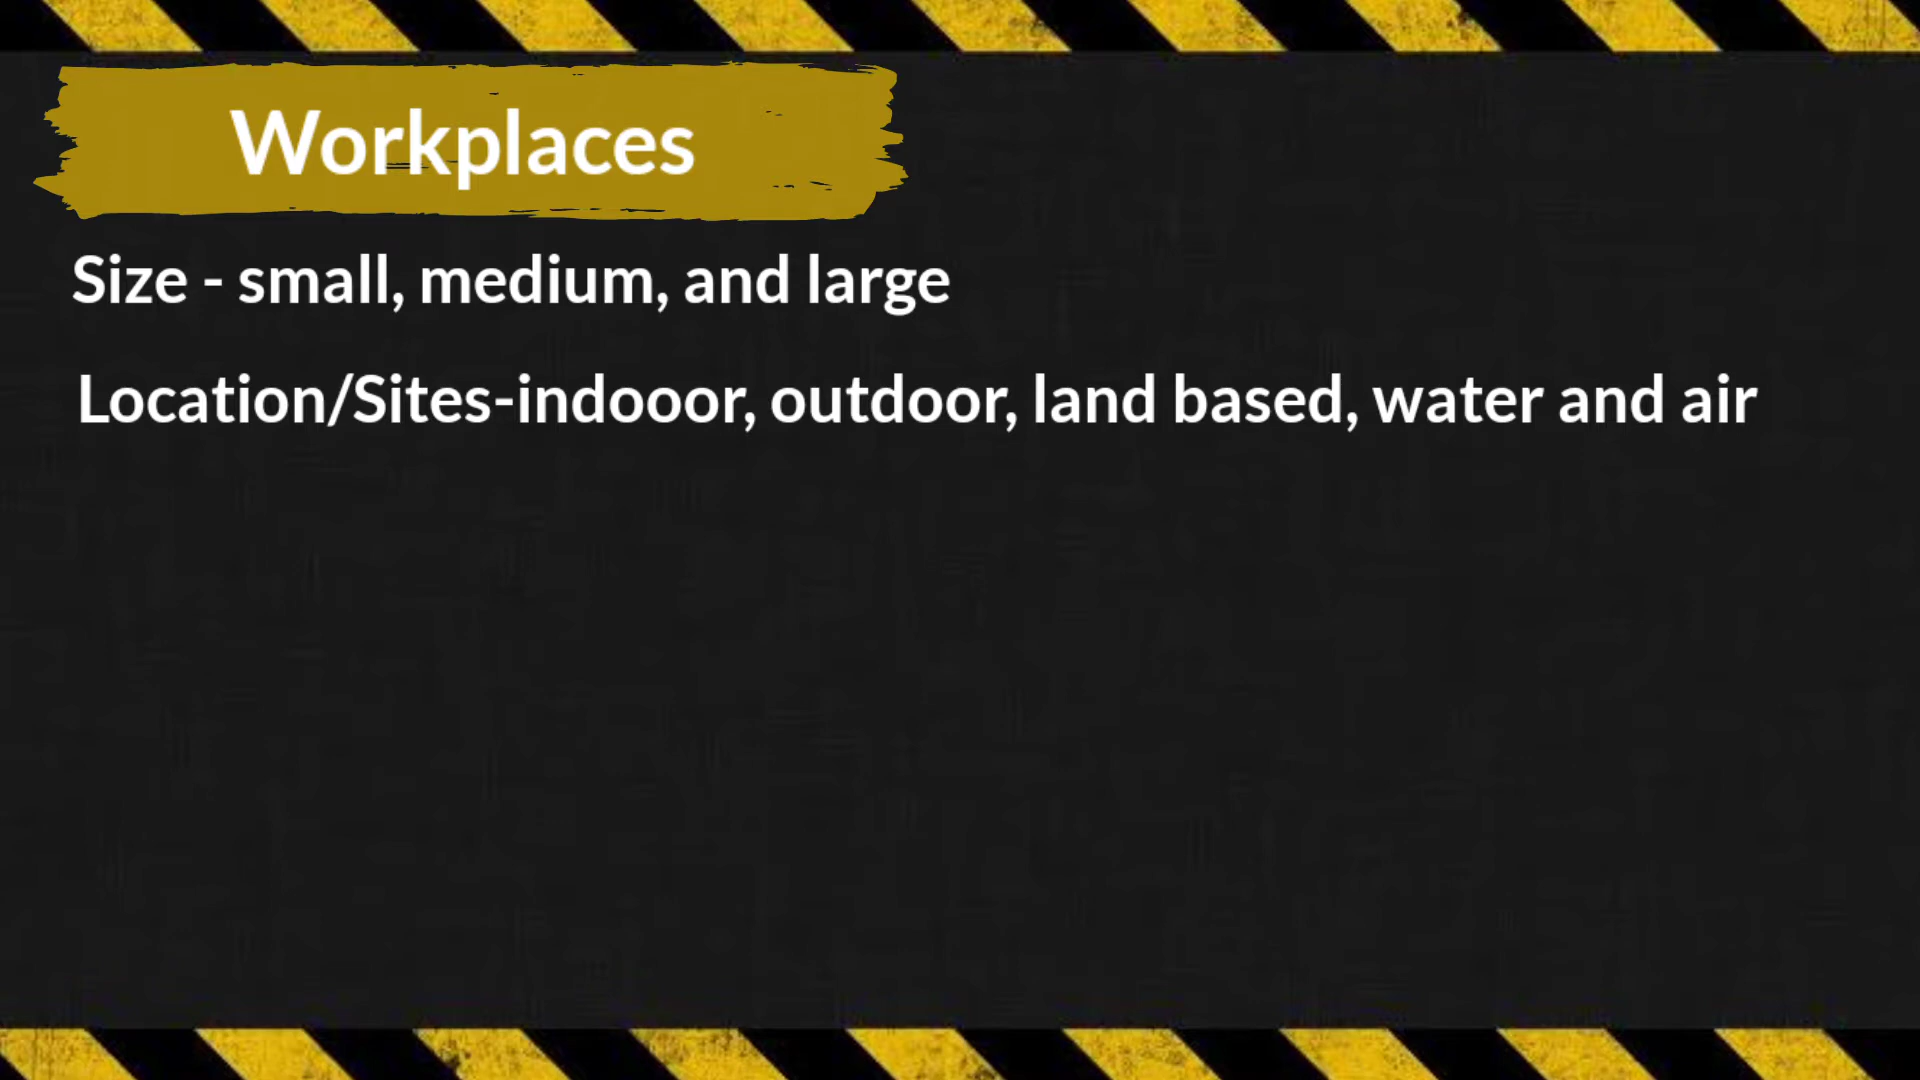 Workplaces
Size - small, medium, and large
Location/Sites-indooor, outdoor, land based, water and air